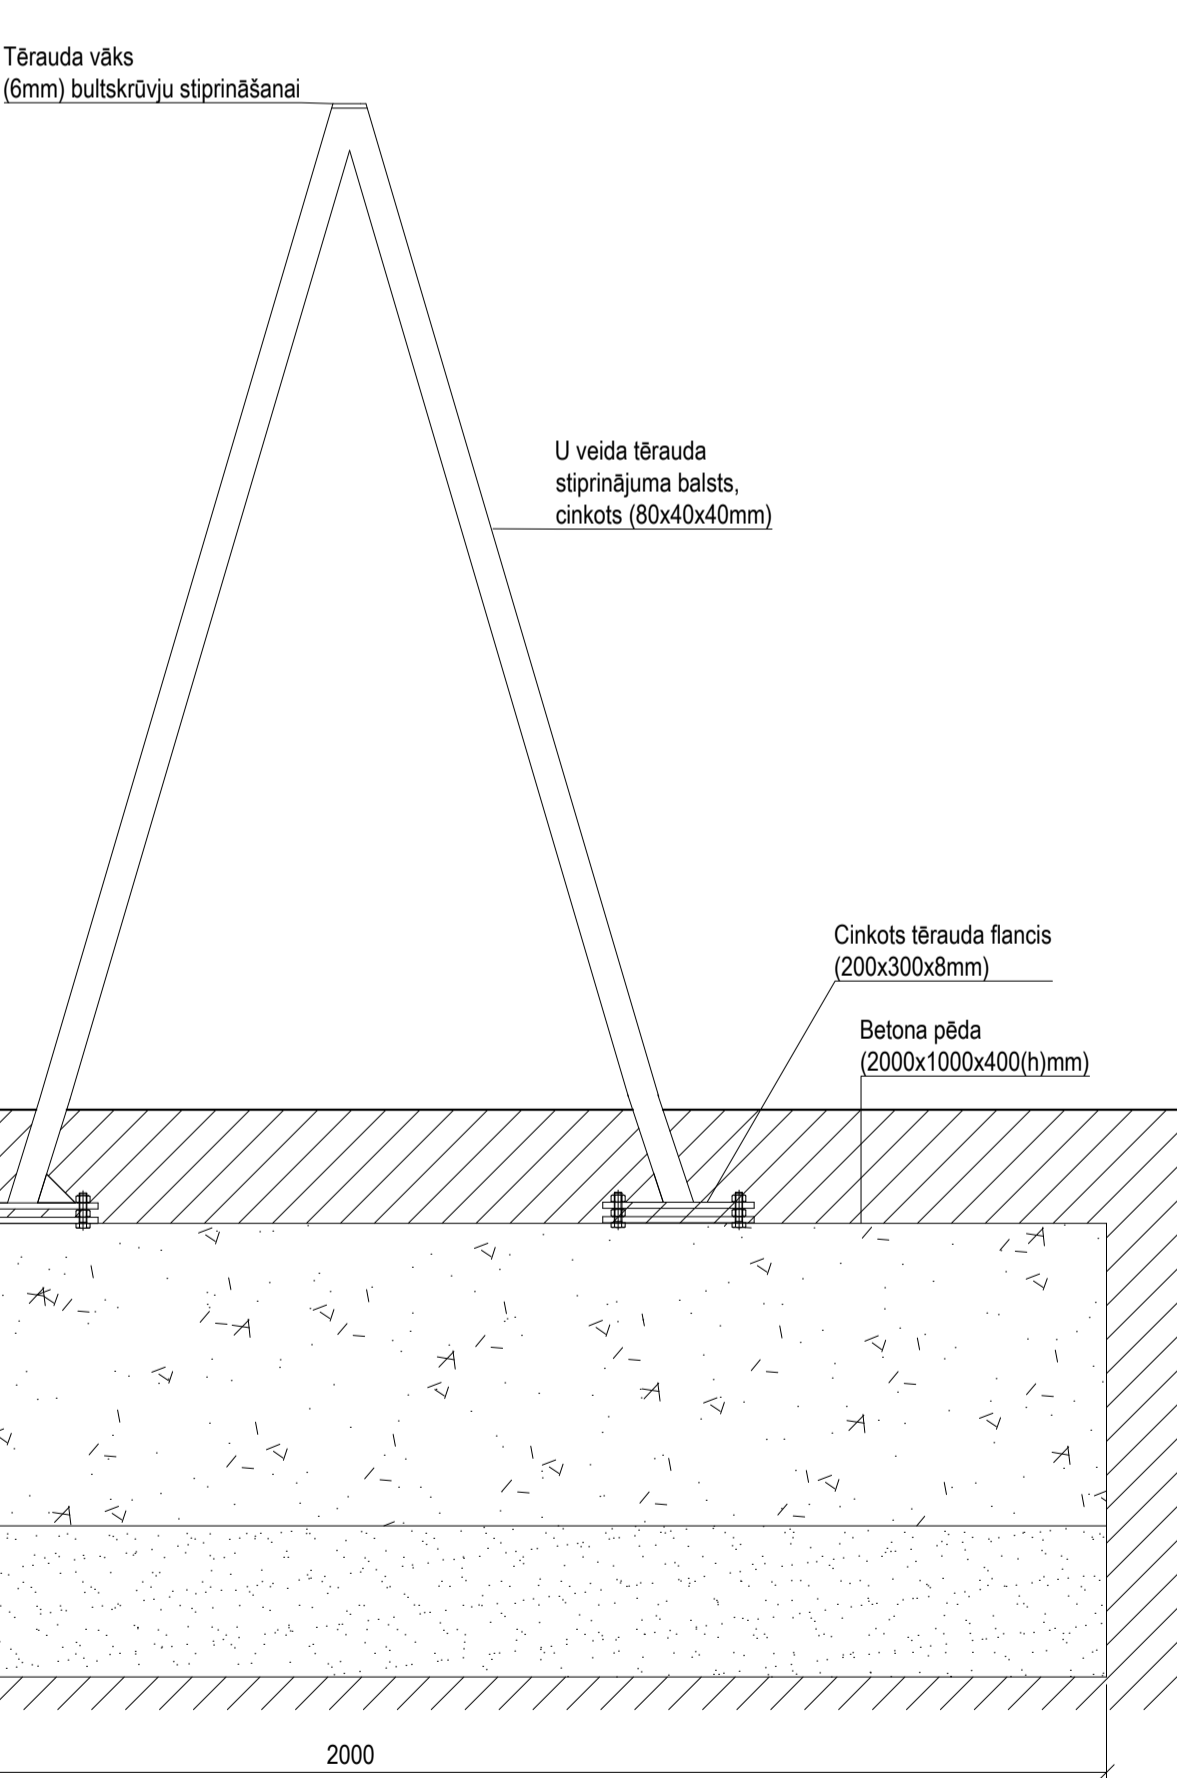 Tērauda vāks
(6mm) bultskrūvju stiprināšanai
U veida tērauda
stiprinājuma balsts,
cinkots (80x40x40mm)
Cinkots tērauda flancis
(200x300x8mm)
Betona pēda
(2000x1000x400(h)mm)
2000